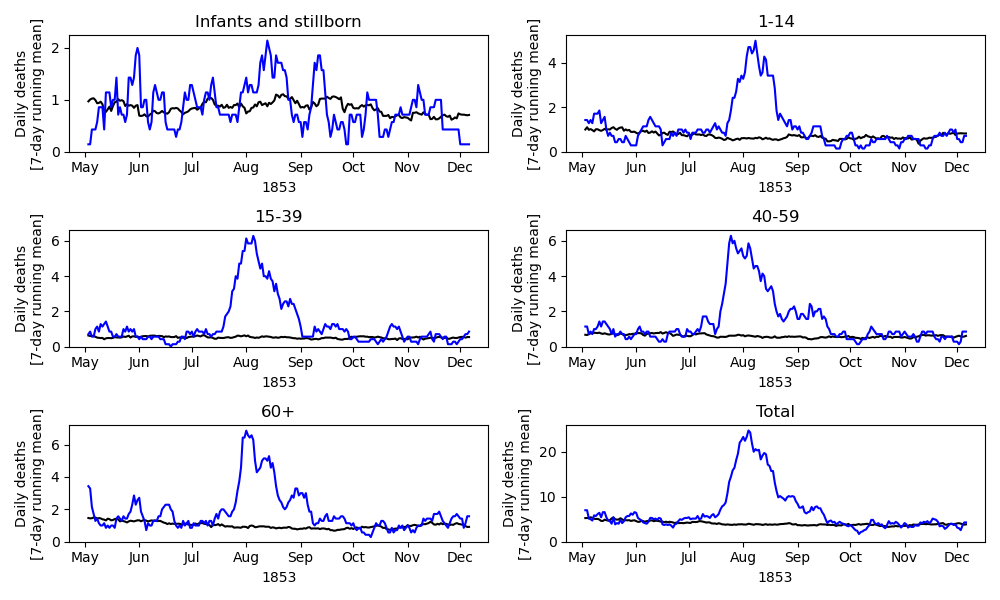 Infants and stillborn
Daily deaths
[7-day running mean]
2
1
0
May Jun Jul Aug Sep Oct Nov Dec
1853
1-14
Daily deaths
[7-day running mean]
4
2
0
May Jun Jul Aug Sep Oct Nov Dec
1853
15-39
Daily deaths
[7-day running mean]
6
4
2
0
May Jun Jul Aug Sep Oct Nov Dec
1853
40-59
Daily deaths
[7-day running mean]
6
4
2
0
May Jun Jul Aug Sep Oct Nov Dec
1853
60+
Daily deaths
[7-day running mean]
6
4
2
0
May Jun Jul Aug Sep Oct Nov Dec
1853
Total
Daily deaths
[7-day running mean]
20
10
0
May Jun Jul Aug Sep Oct Nov Dec
1853